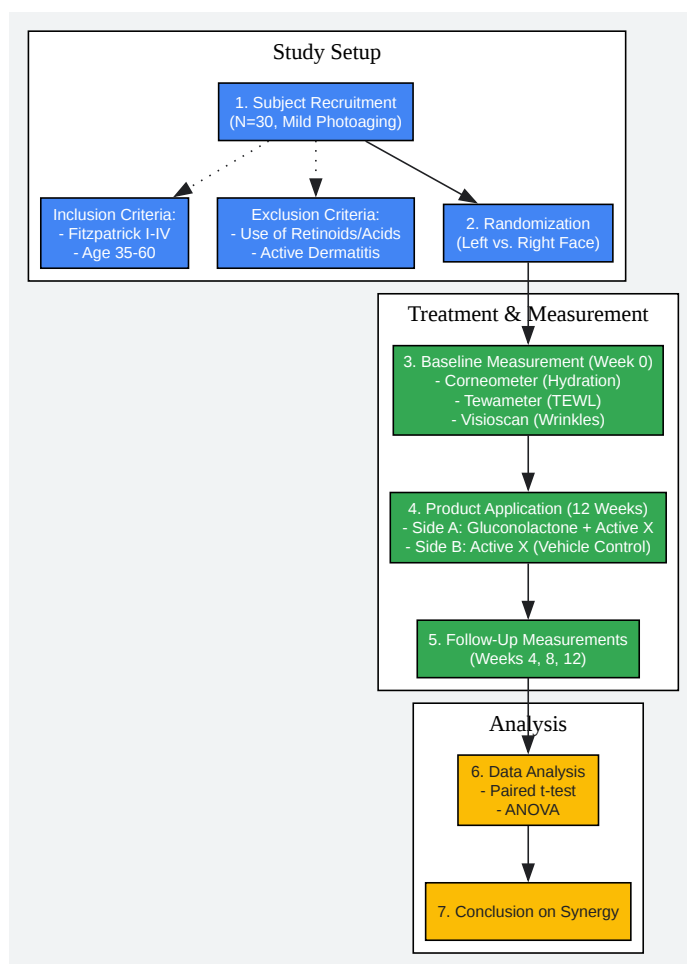 Study Setup
1. Subject Recruitment
(N=30, Mild Photoaging)
Inclusion Criteria:
- Fitzpatrick I-IV
- Age 35-60
Exclusion Criteria:
- Use of Retinoids/Acids
- Active Dermatitis
2. Randomization
(Left vs. Right Face)
Treatment & Measurement
3. Baseline Measurement (Week 0)
- Corneometer (Hydration)
- Tewameter (TEWL)
- Visioscan (Wrinkles)
4. Product Application (12 Weeks)
- Side A: Gluconolactone + Active X
- Side B: Active X (Vehicle Control)
5. Follow-Up Measurements
(Weeks 4, 8, 12)
Analysis
6. Data Analysis
- Paired t-test
- ANOVA
7. Conclusion on Synergy